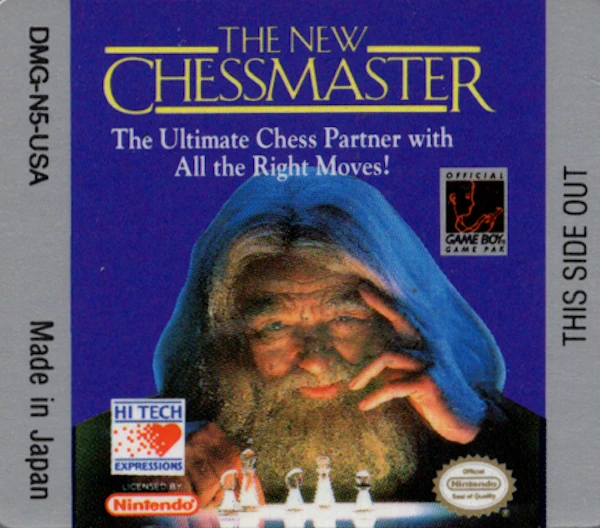 THE NEW
CHESSMASTER
The Ultimate Chess Partner with
All the Right Moves!
DMG-N5-USA
Made in Japan
OFFICIAL
GAME BOY®
GAME PAK
THIS SIDE OUT
HI TECH
EXPRESSIONS
LICENSED BY
Nintendo®
Official
Nintendo
Seal of Quality